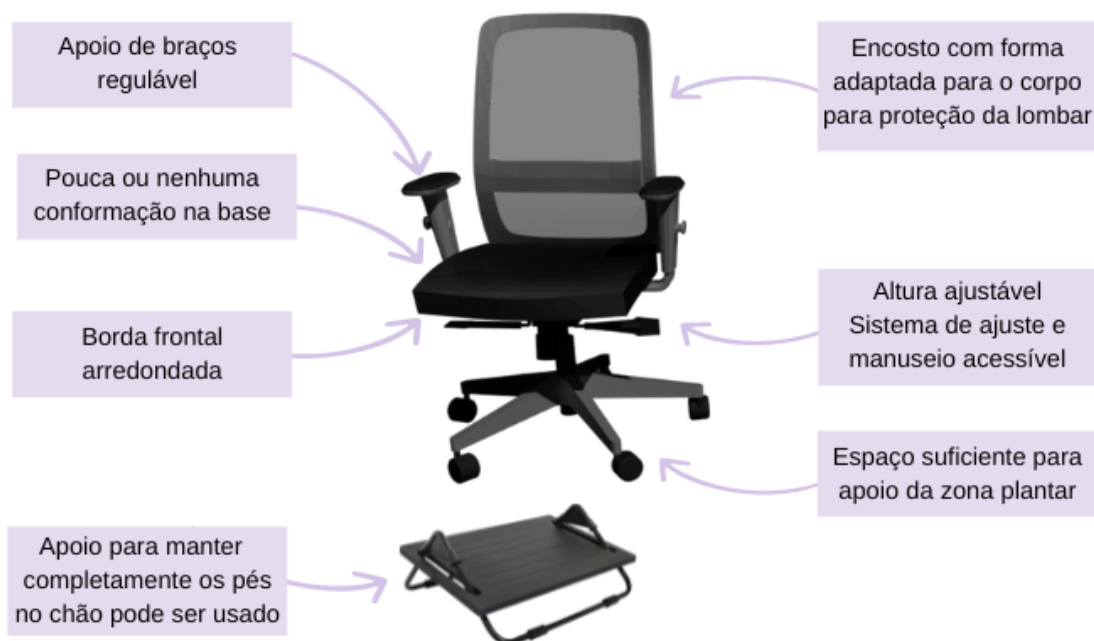 Apoio de braços
regulável
Encosto com forma
adaptada para o corpo
para proteção da lombar
Pouca ou nenhuma
conformação na base
Borda frontal
arredondada
Altura ajustável
Sistema de ajuste e
manuseio acessível
Espaço suficiente para
apoio da zona plantar
Apoio para manter
completamente os pés
no chão pode ser usado